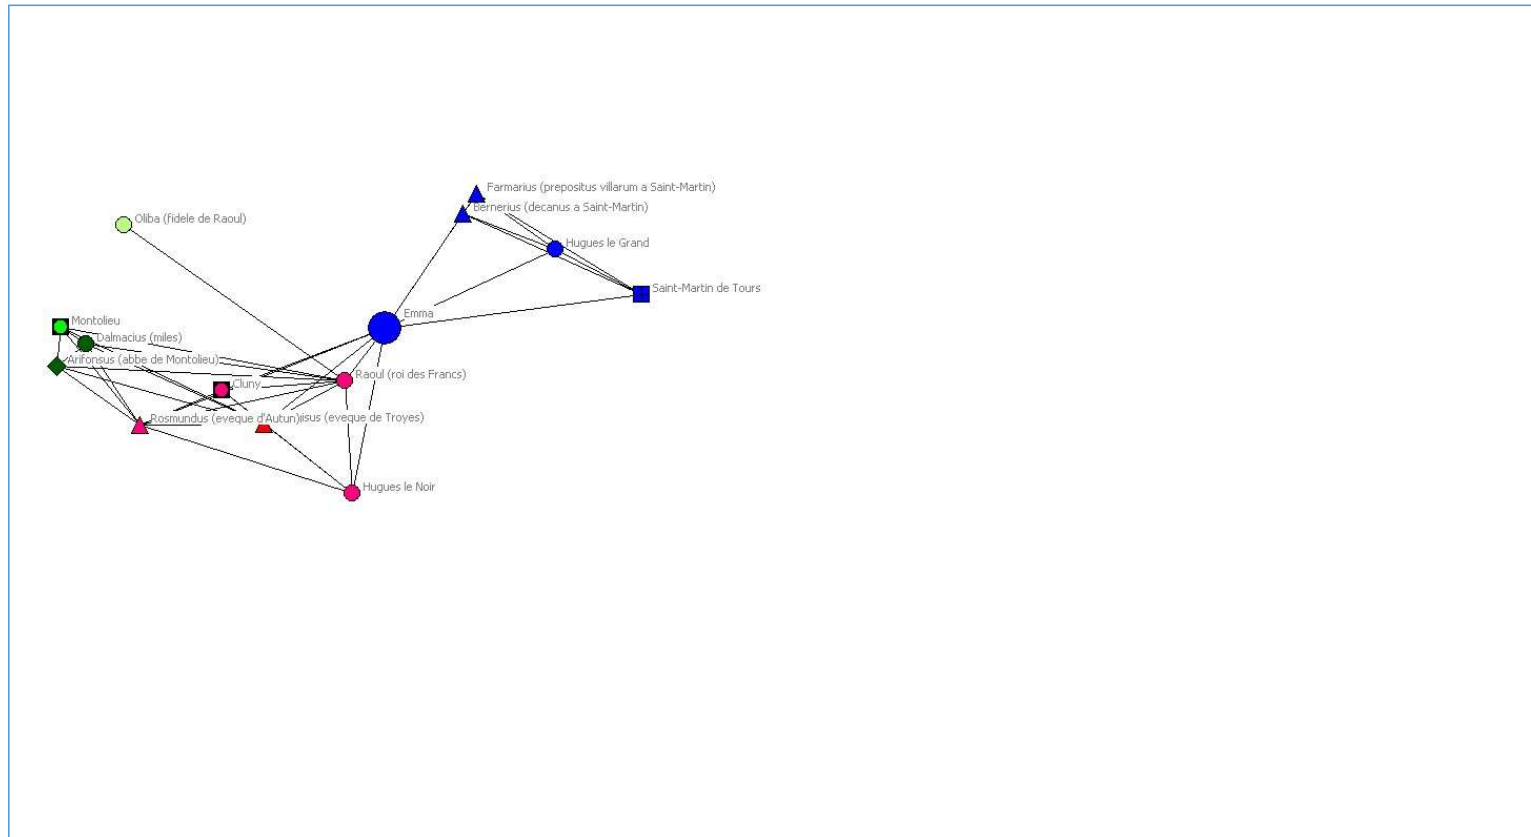 Farmarius (prepositus villarum a Saint-Martin)
Bernerius (decanus a Saint-Martin)
Oliba (fidele de Raoul)
Hugues le Grand
Saint-Martin de Tours
Emma
Montolieu
Dalmacius (miles)
Arifonsus (abbe de Montolieu)
Raoul (roi des Francs)
Cluny
Rosmundus (eveque d'Autun)
(eveque de Troyes)
Hugues le Noir